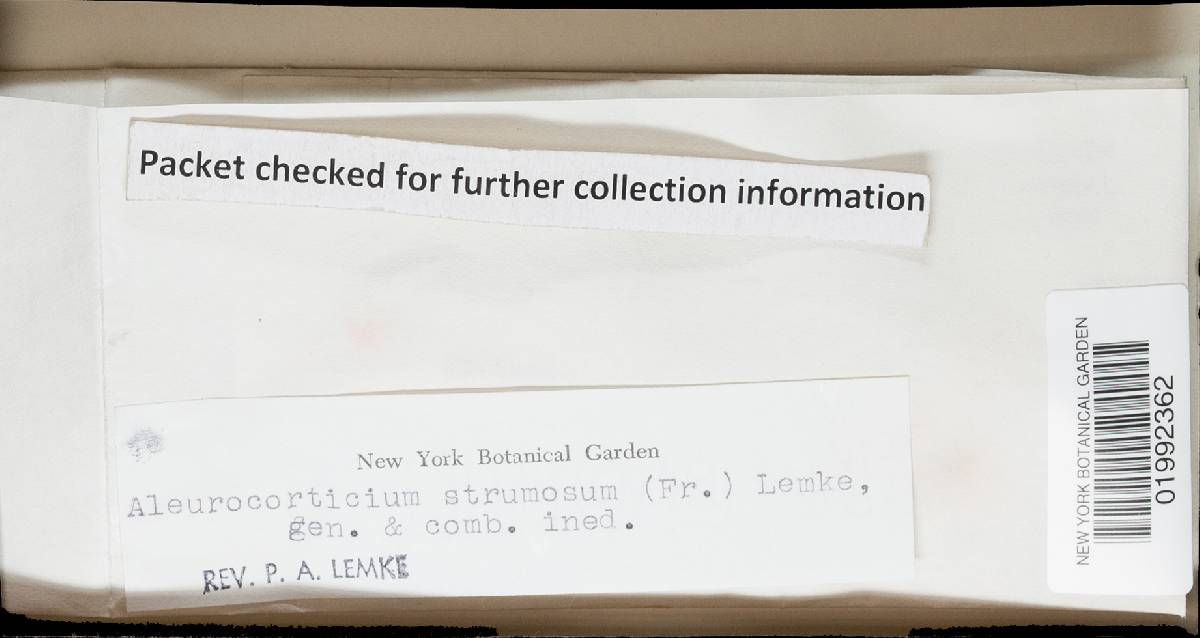 Packet checked for further collection information
New York Botanical Garden
Aleurocorticium strumosum (Fr.) Lemke,
gen. & comb. ined.
REV. P. A. LEMKE
NEW YORK BOTANICAL GARDEN
01992362